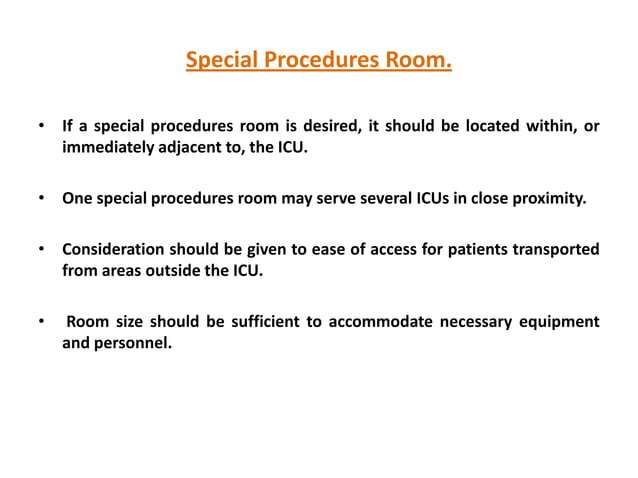 Special Procedures Room.
• If a special procedures room is desired, it should be located within, or
immediately adjacent to, the ICU.
• One special procedures room may serve several ICUs in close proximity.
• Consideration should be given to ease of access for patients transported
from areas outside the ICU.
• Room size should be sufficient to accommodate necessary equipment
and personnel.